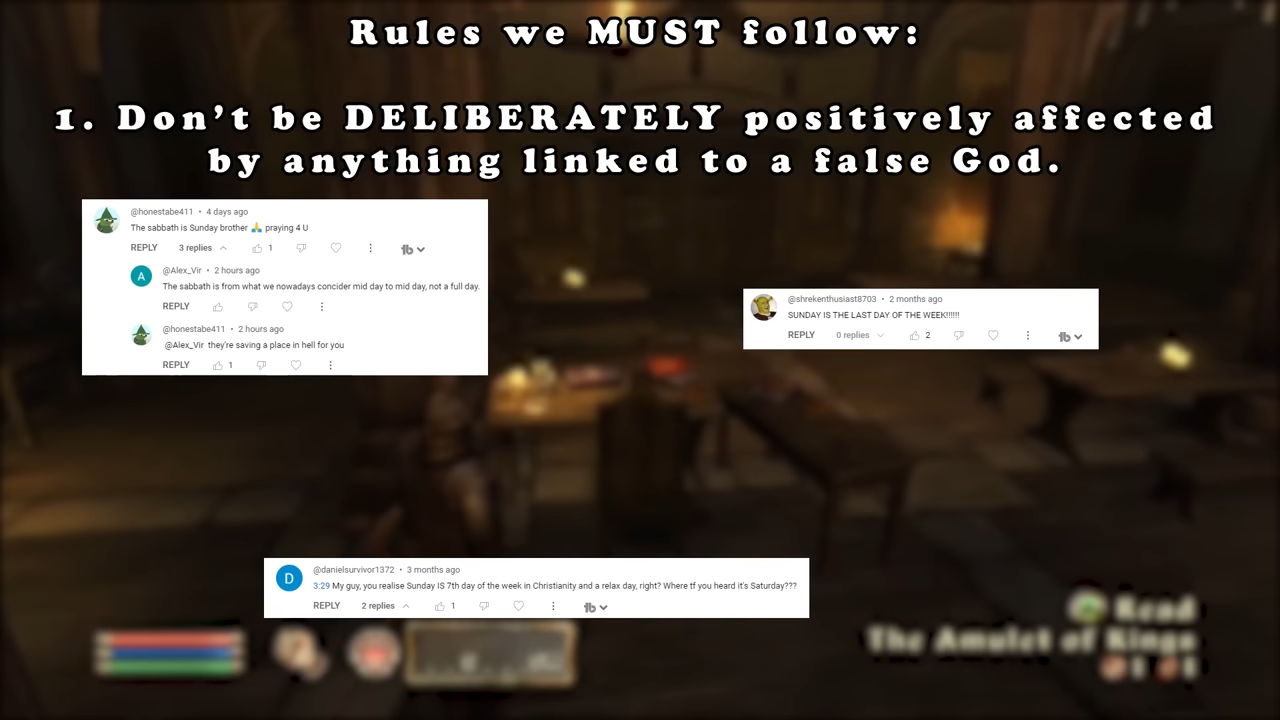 Rules we MUST follow:
1. Don't be DELIBERATELY positively affected
by anything linked to a false God.
@honestabe411 • 4 days ago
The sabbath is Sunday brother 🙏 praying 4 U
REPLY 3 replies 1
A
@Alex_Vir • 2 hours ago
The sabbath is from what we nowadays concider mid day to mid day, not a full day.
REPLY
@honestabe411 • 2 hours ago
@Alex_Vir they're saving a place in hell for you
REPLY 1
@shrekenthusiast8703 • 2 months ago
SUNDAY IS THE LAST DAY OF THE WEEK!!!!!!
REPLY 0 replies 2
D
@danielsurvivor1372 • 3 months ago
3:29 My guy, you realise Sunday IS 7th day of the week in Christianity and a relax day, right? Where tf you heard it's Saturday???
REPLY 2 replies 1
Read
The Amulet of Kings